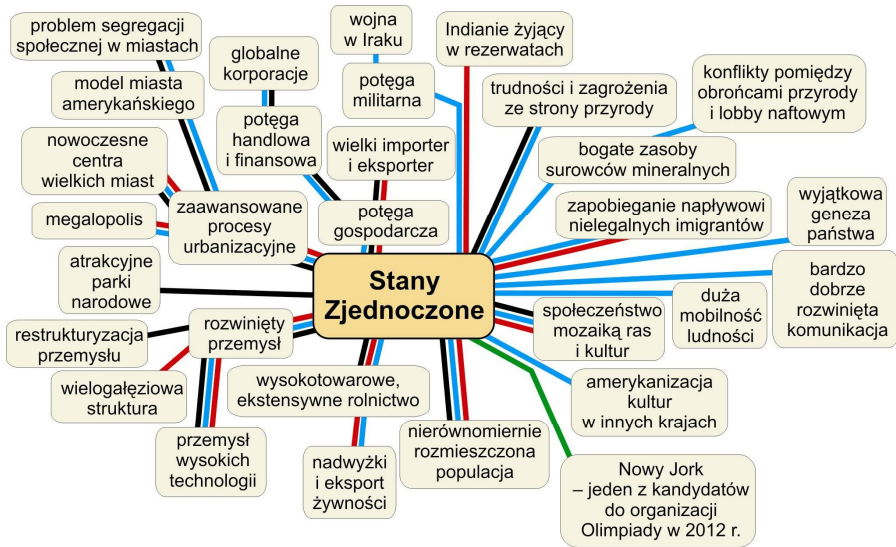 problem segregacji
społecznej w miastach
model miasta
amerykańskiego
nowoczesne
centra
wielkich miast
megalopolis
atrakcyjne
parki
narodowe
restrukturyzacja
przemysłu
wielogałęziowa
struktura
globalne
korporacje
potęga
handlowa
i finansowa
zaawansowane
procesy
urbanizacyjne
rozwinięty
przemysł
przemysł
wysokich
technologii
wojna
w Iraku
potęga
militarna
wielki importer
i eksporter
potęga
gospodarcza
Stany
Zjednoczone
wysokotowarowe,
ekstensywne rolnictwo
nadwyżki
i eksport
żywności
nierównomiernie
rozmieszczona
populacja
Indianie żyjący
w rezerwatach
trudności i zagrożenia
ze strony przyrody
konflikty pomiędzy
obrońcami przyrody
i lobby naftowym
bogate zasoby
surowców mineralnych
zapobieganie napływowi
nielegalnych imigrantów
wyjątkowa
geneza
państwa
społeczeństwo
mozaiką ras
i kultur
duża
mobilność
ludności
bardzo
dobrze
rozwinięta
komunikacja
amerykanizacja
kultur
w innych krajach
Nowy Jork
– jeden z kandydatów
do organizacji
Olimpiady w 2012 r.